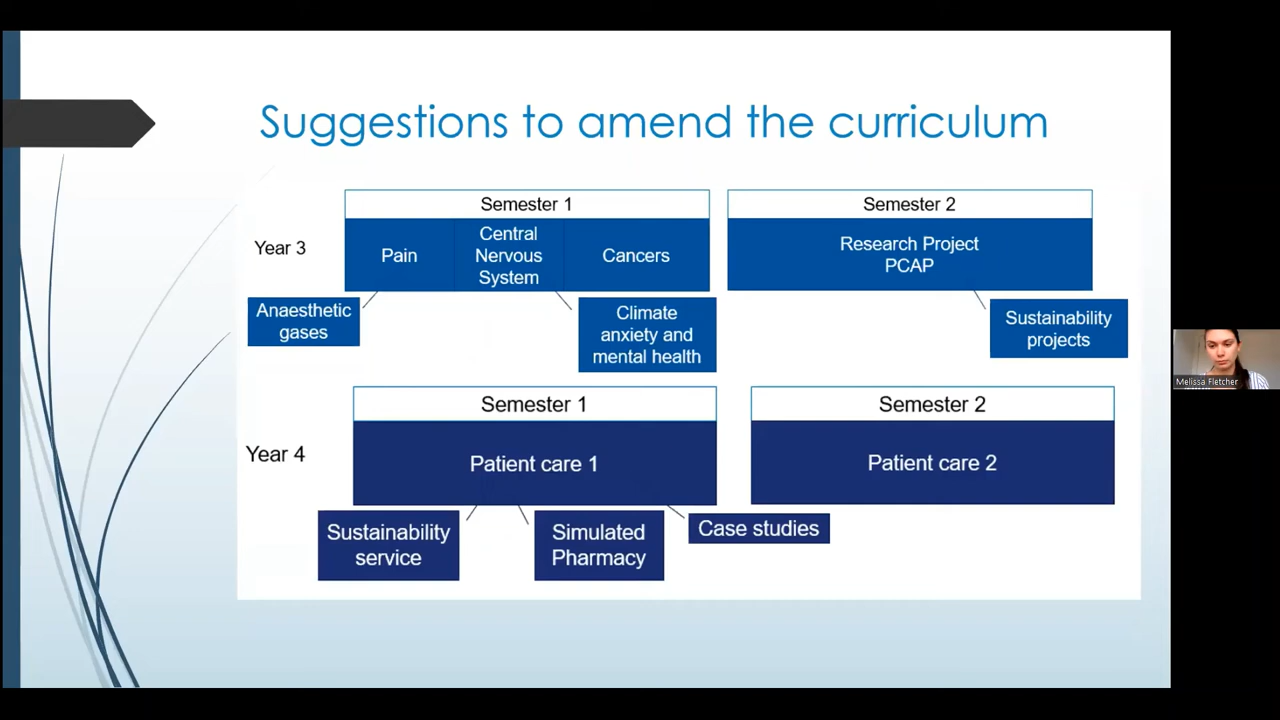 Suggestions to amend the curriculum
Semester 1
Semester 2
Year 3
Pain
Central
Nervous
System
Cancers
Research Project
PCAP
Anaesthetic
gases
Climate
anxiety and
mental health
Sustainability
projects
Semester 1
Semester 2
Year 4
Patient care 1
Patient care 2
Sustainability
service
Simulated
Pharmacy
Case studies
Melissa Fletcher